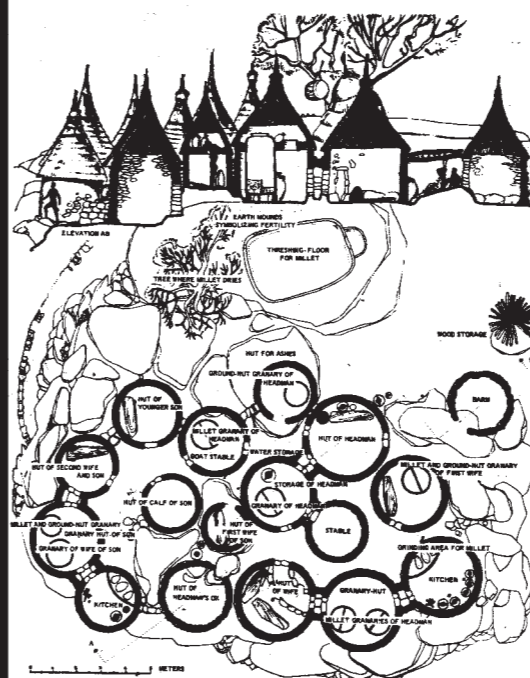 ELEVATION AB
EARTH MOUNDS
SYMBOLIZING FERTILITY
THRESHING-FLOOR
FOR MILLET
TREE WHERE MILLET DRIES
WOOD STORAGE
HUT FOR ASHES
GROUND-NUT GRANARY OF
HEADMAN
HUT OF
YOUNGER SON
BARN
MILLET GRANARY OF
HEADMAN
HUT OF HEADMAN
GOAT STABLE
WATER STORAGE
HUT OF SECOND WIFE
AND SON
MILLET AND GROUND-NUT GRANARY
OF FIRST WIFE
STORAGE OF HEADMAN
HUT OF CALF OF SON
GRANARY OF HEADMAN
MILLET AND GROUND-NUT GRANARY
GRANARY HUT OF SON
HUT OF
FIRST WIFE
OF SON
STABLE
GRANARY OF WIFE OF SON
GRINDING AREA FOR MILLET
KITCHEN
HUT OF
HEADMAN'S OX
HUT
OF WIFE
GRANARY-HUT
KITCHEN
MILLET GRANARIES OF HEADMAN
A
METERS